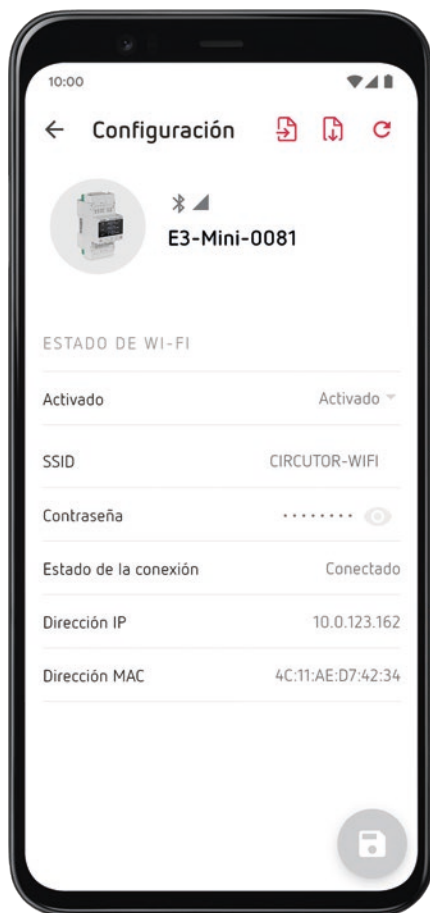 10:00
Configuración
E3-Mini-0081
ESTADO DE WI-FI
Activado Activado
SSID CIRCUTOR-WIFI
Contraseña ········
Estado de la conexión Conectado
Dirección IP 10.0.123.162
Dirección MAC 4C:11:AE:D7:42:34